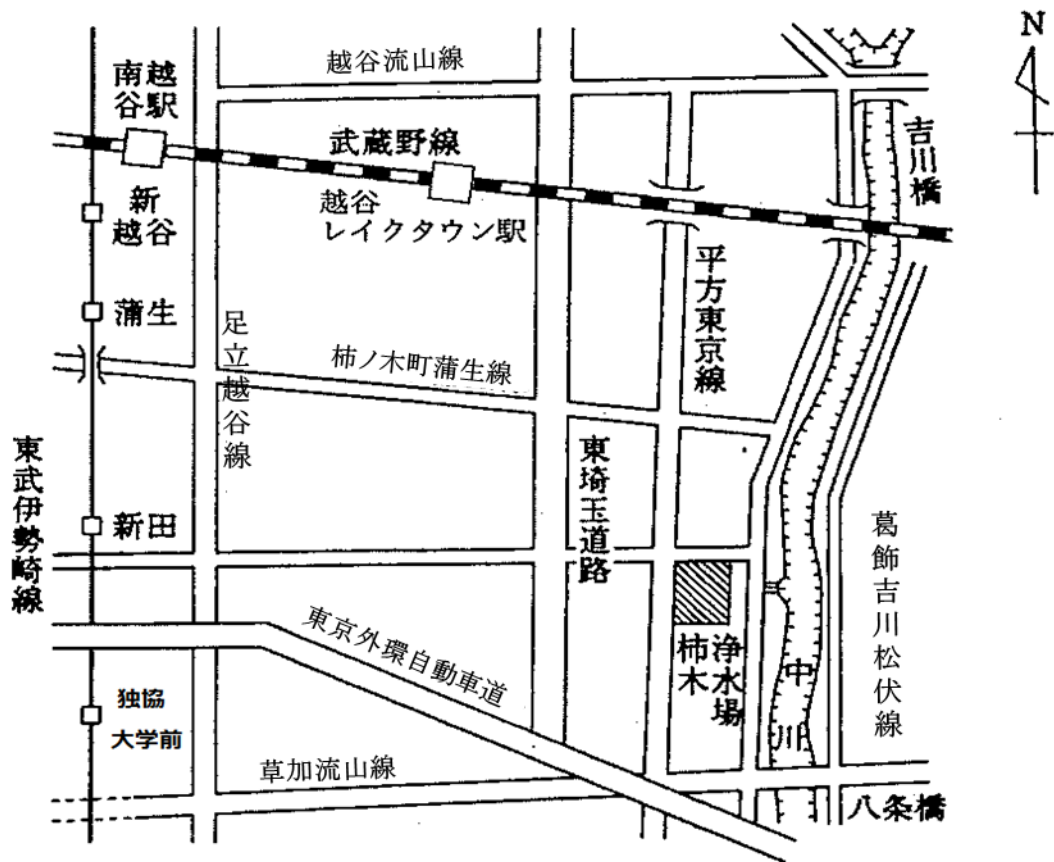 N
越谷流山線
南越
谷駅
武蔵野線
吉川橋
新
越谷
越谷
レイクタウン駅
平方東京線
蒲生
足立越谷線
柿ノ木町蒲生線
東武伊勢崎線
東埼玉道路
新田
葛飾吉川松伏線
東京外環自動車道
柿木
浄水場
中川
独協
大学前
草加流山線
八条橋